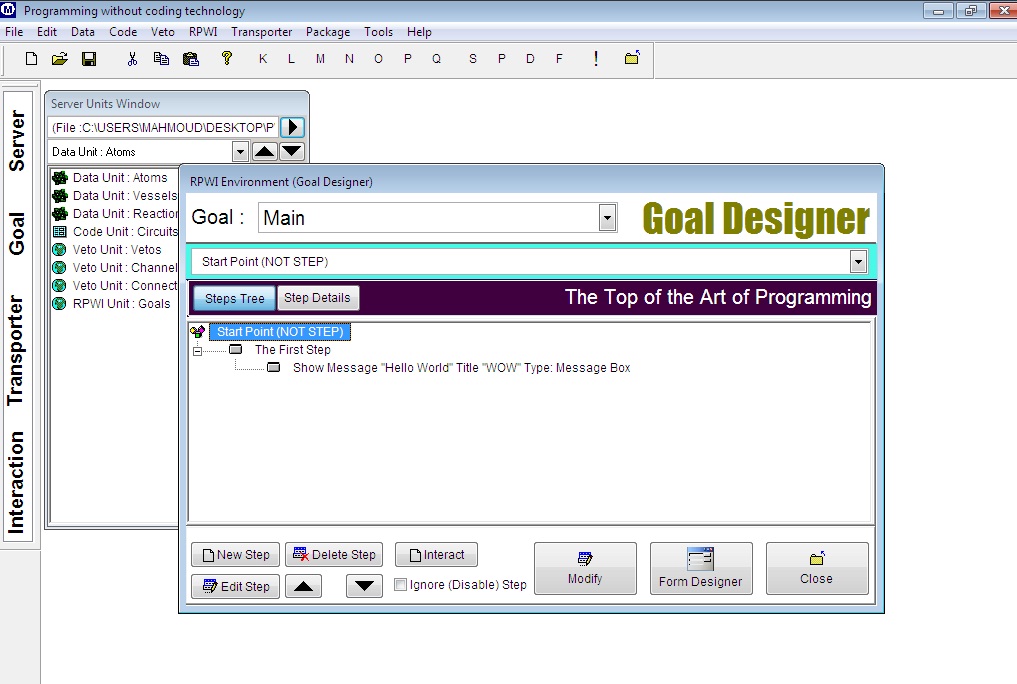 Programming without coding technology
File Edit Data Code Veto RPWI Transporter Package Tools Help
K L M N O P Q S P D F !
Server
Goal
Transporter
Interaction
Server Units Window
(File :C:\USERS\MAHMOUD\DESKTOP\P
Data Unit : Atoms
Data Unit : Atoms
Data Unit : Vessels
Data Unit : Reaction
Code Unit : Circuits
Veto Unit : Vetos
Veto Unit : Channel
Veto Unit : Connect
RPWI Unit : Goals
RPWI Environment (Goal Designer)
Goal : Main
Goal Designer
Start Point (NOT STEP)
Steps Tree Step Details
The Top of the Art of Programming
Start Point (NOT STEP)
The First Step
Show Message "Hello World" Title "WOW" Type: Message Box
New Step Delete Step Interact
Edit Step Ignore (Disable) Step
Modify Form Designer Close